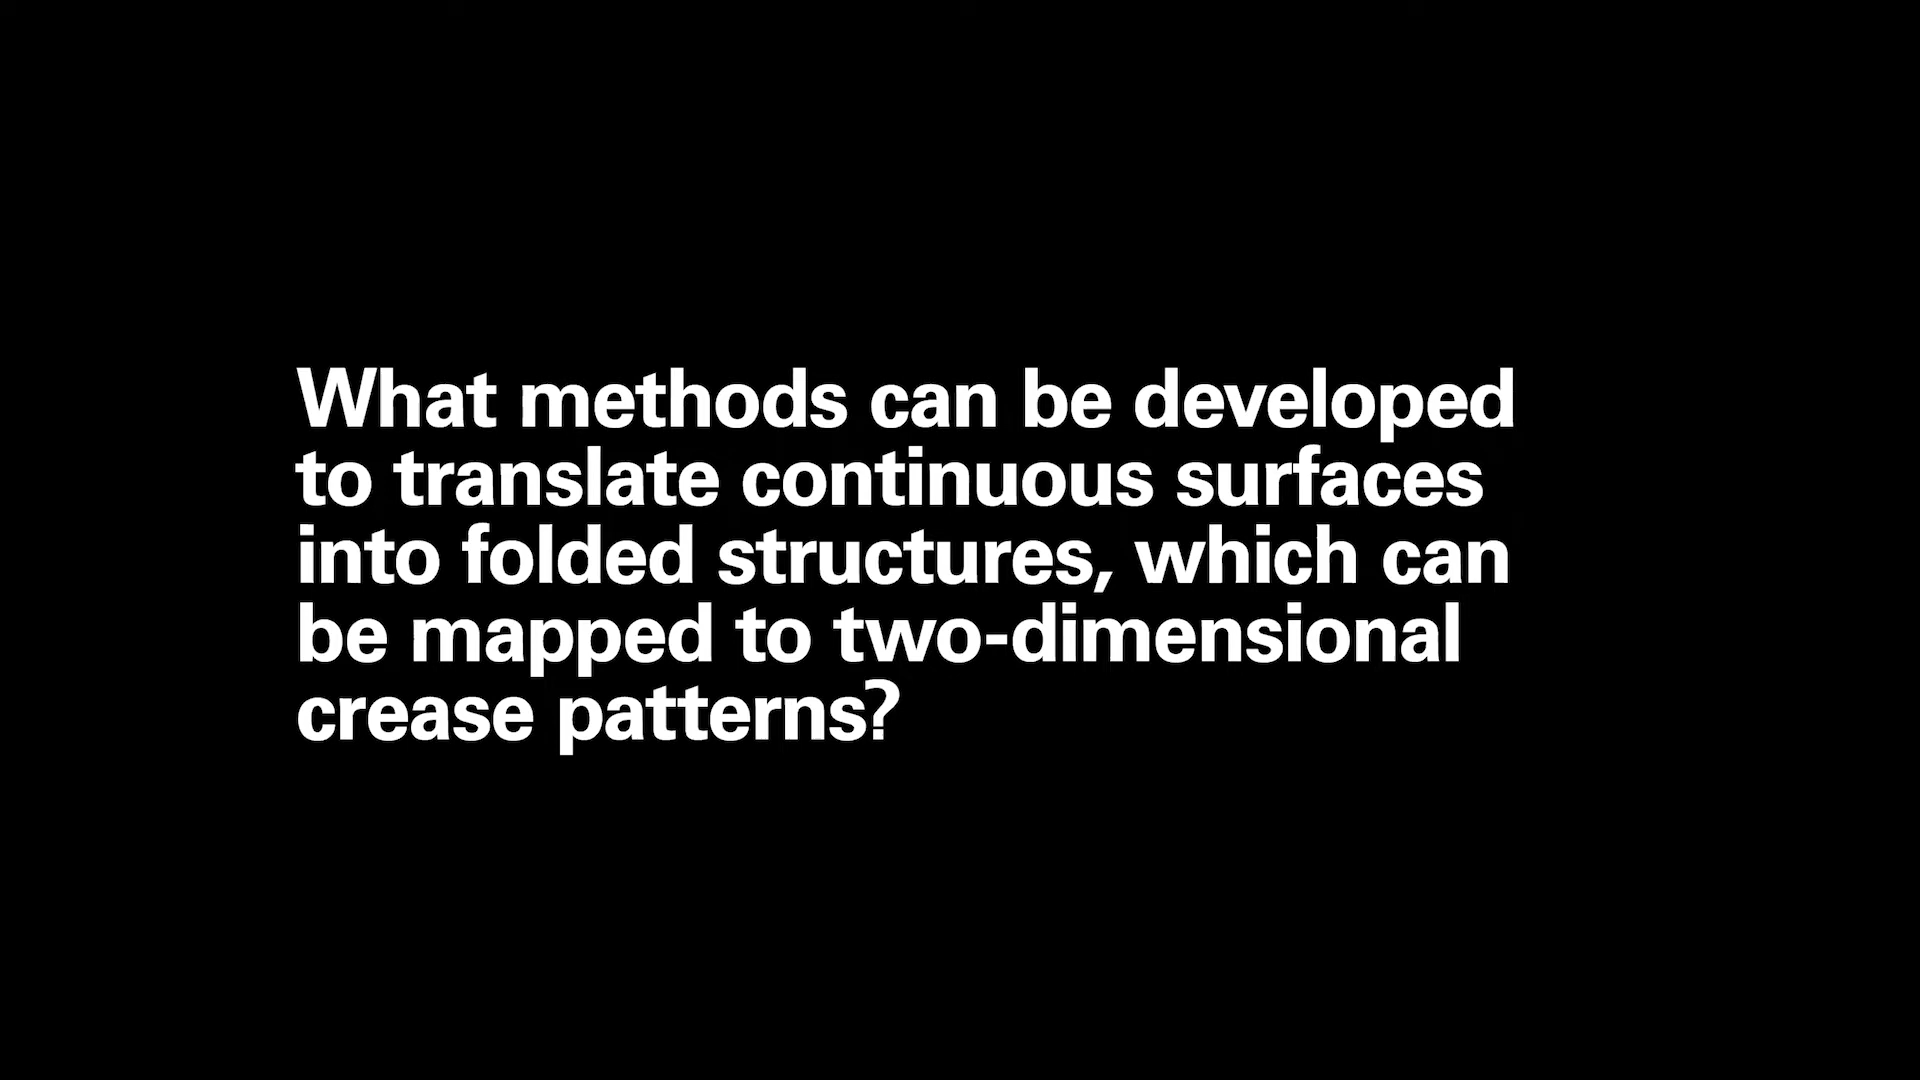 What methods can be developed
to translate continuous surfaces
into folded structures, which can
be mapped to two-dimensional
crease patterns?